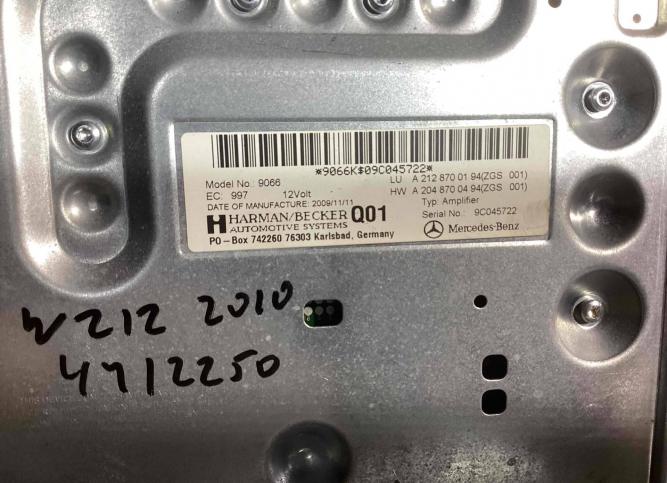 *9066K$09C045722*
Model No.: 9066
LU A 212 870 01 94(ZGS 001)
EC: 997 12Volt
HW A 204 870 04 94(ZGS 001)
DATE OF MANUFACTURE: 2009/11/11
Typ: Amplifier
HARMAN/BECKER Q01
AUTOMOTIVE SYSTEMS
Serial No.: 9C045722
PO-Box 742260 76303 Karlsbad, Germany
Mercedes-Benz
W212 2010
4712250